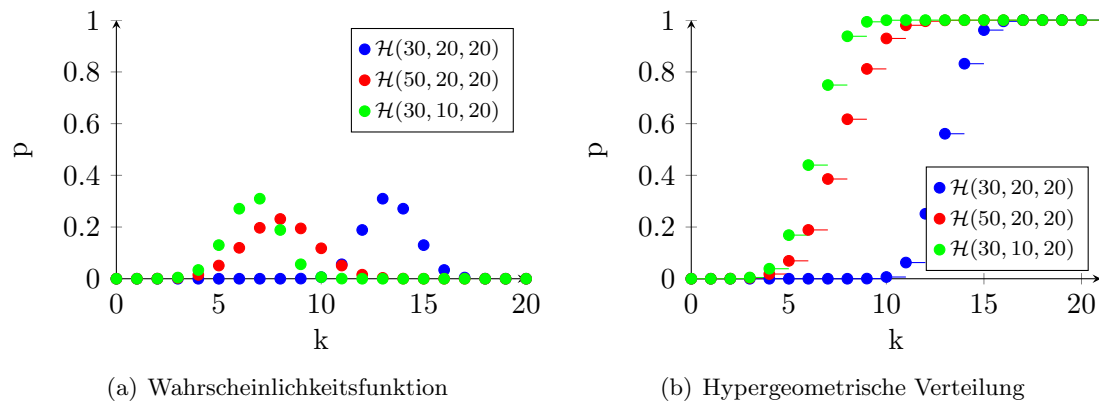 1
0.8
0.6
0.4
0.2
0
0 5 10 15 20
p
k
H(30, 20, 20)
H(50, 20, 20)
H(30, 10, 20)
(a) Wahrscheinlichkeitsfunktion
1
0.8
0.6
0.4
0.2
0
0 5 10 15 20
p
k
H(30, 20, 20)
H(50, 20, 20)
H(30, 10, 20)
(b) Hypergeometrische Verteilung